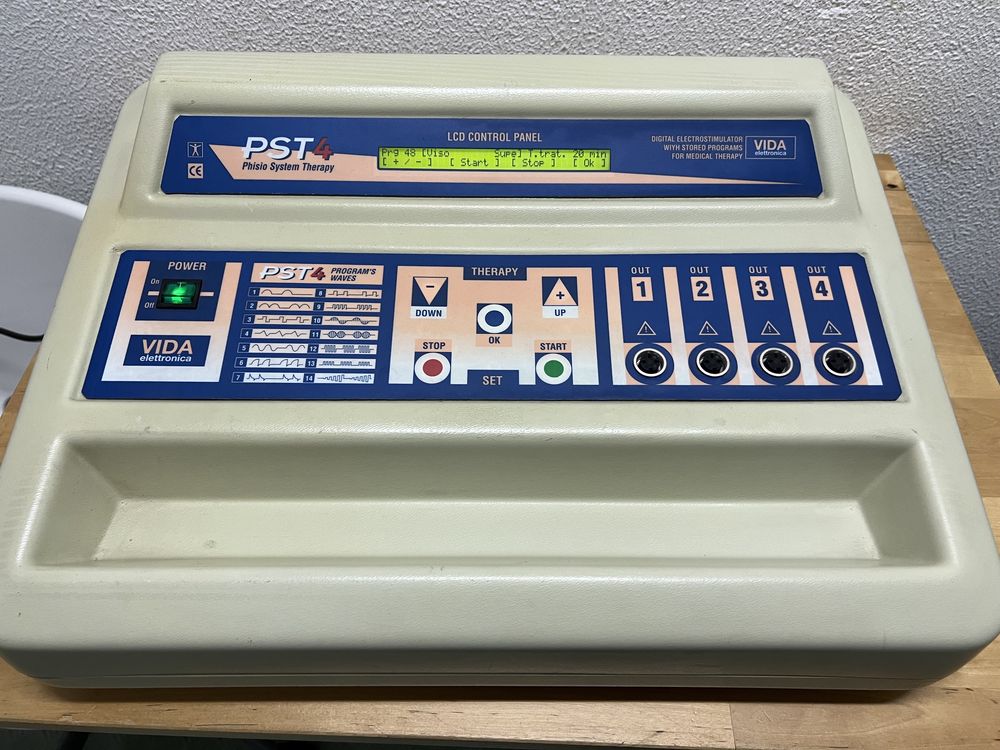 LCD CONTROL PANEL
PST4
Phisio System Therapy
CE
Prg 48 [Viso Supe] T.trat. 20 min
[ + / - ] [ Start ] [ Stop ] [ Ok ]
DIGITAL ELECTROSTIMULATOR
WIYH STORED PROGRAMS
FOR MEDICAL THERAPY
VIDA
elettronica
POWER
On
Off
VIDA
elettronica
PST4 PROGRAM'S
WAVES
1 8
2 9
3 10
4 11
5 12
6 13
7 14
THERAPY
−
DOWN
+
UP
OK
STOP
START
SET
OUT OUT OUT OUT
1 2 3 4